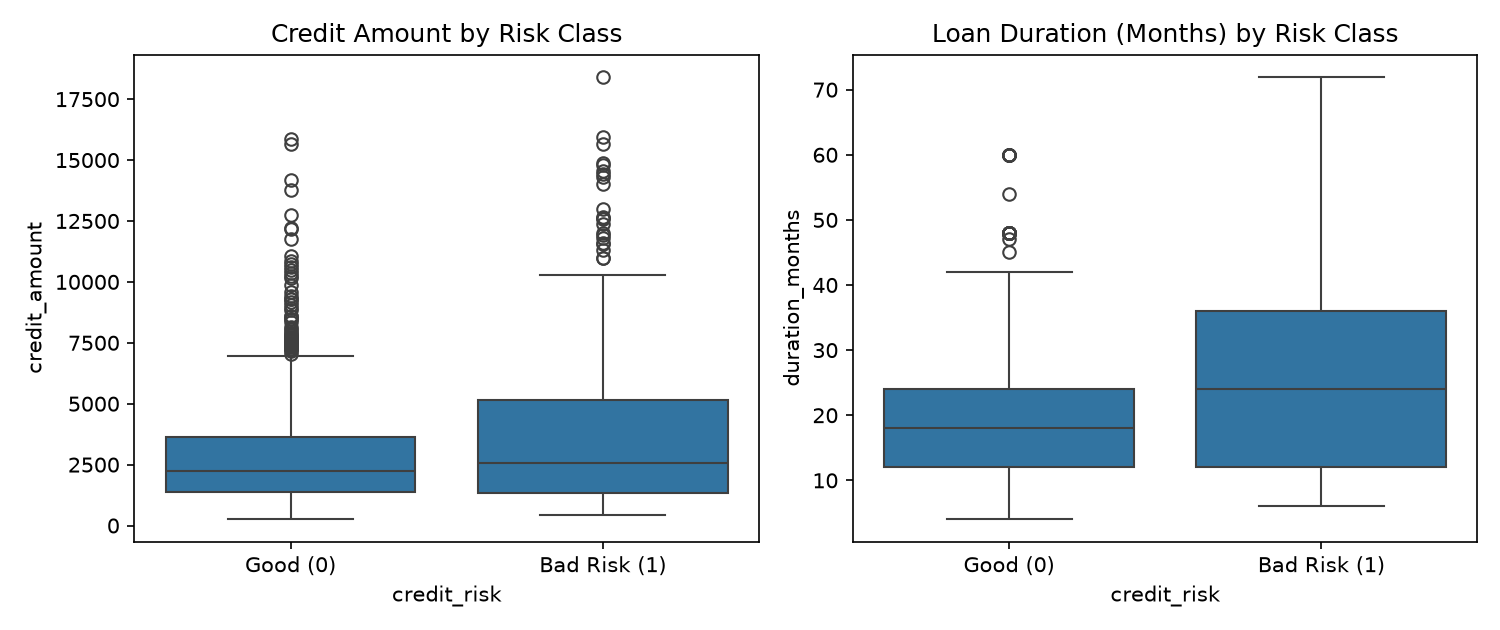 Credit Amount by Risk Class
credit_amount
17500
15000
12500
10000
7500
5000
2500
0
Good (0)
Bad Risk (1)
credit_risk
Loan Duration (Months) by Risk Class
duration_months
70
60
50
40
30
20
10
Good (0)
Bad Risk (1)
credit_risk